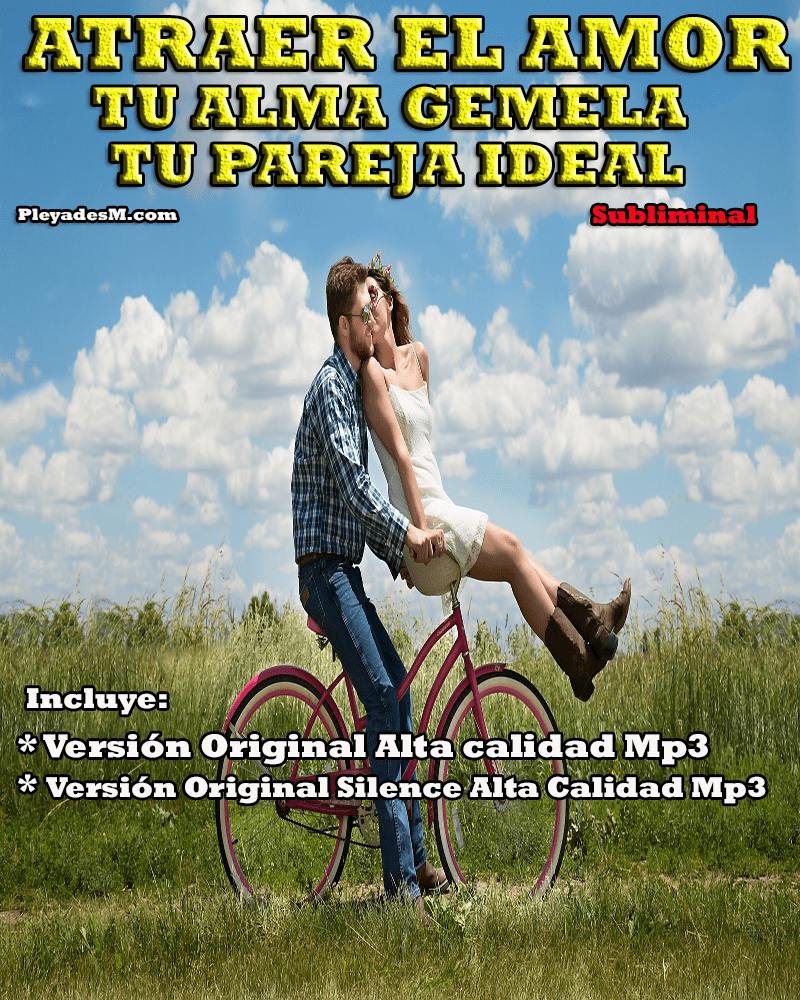 ATRAER EL AMOR
TU ALMA GEMELA
TU PAREJA IDEAL
PleyadesM.com
Subliminal
Incluye:
* Versión Original Alta calidad Mp3
* Versión Original Silence Alta Calidad Mp3